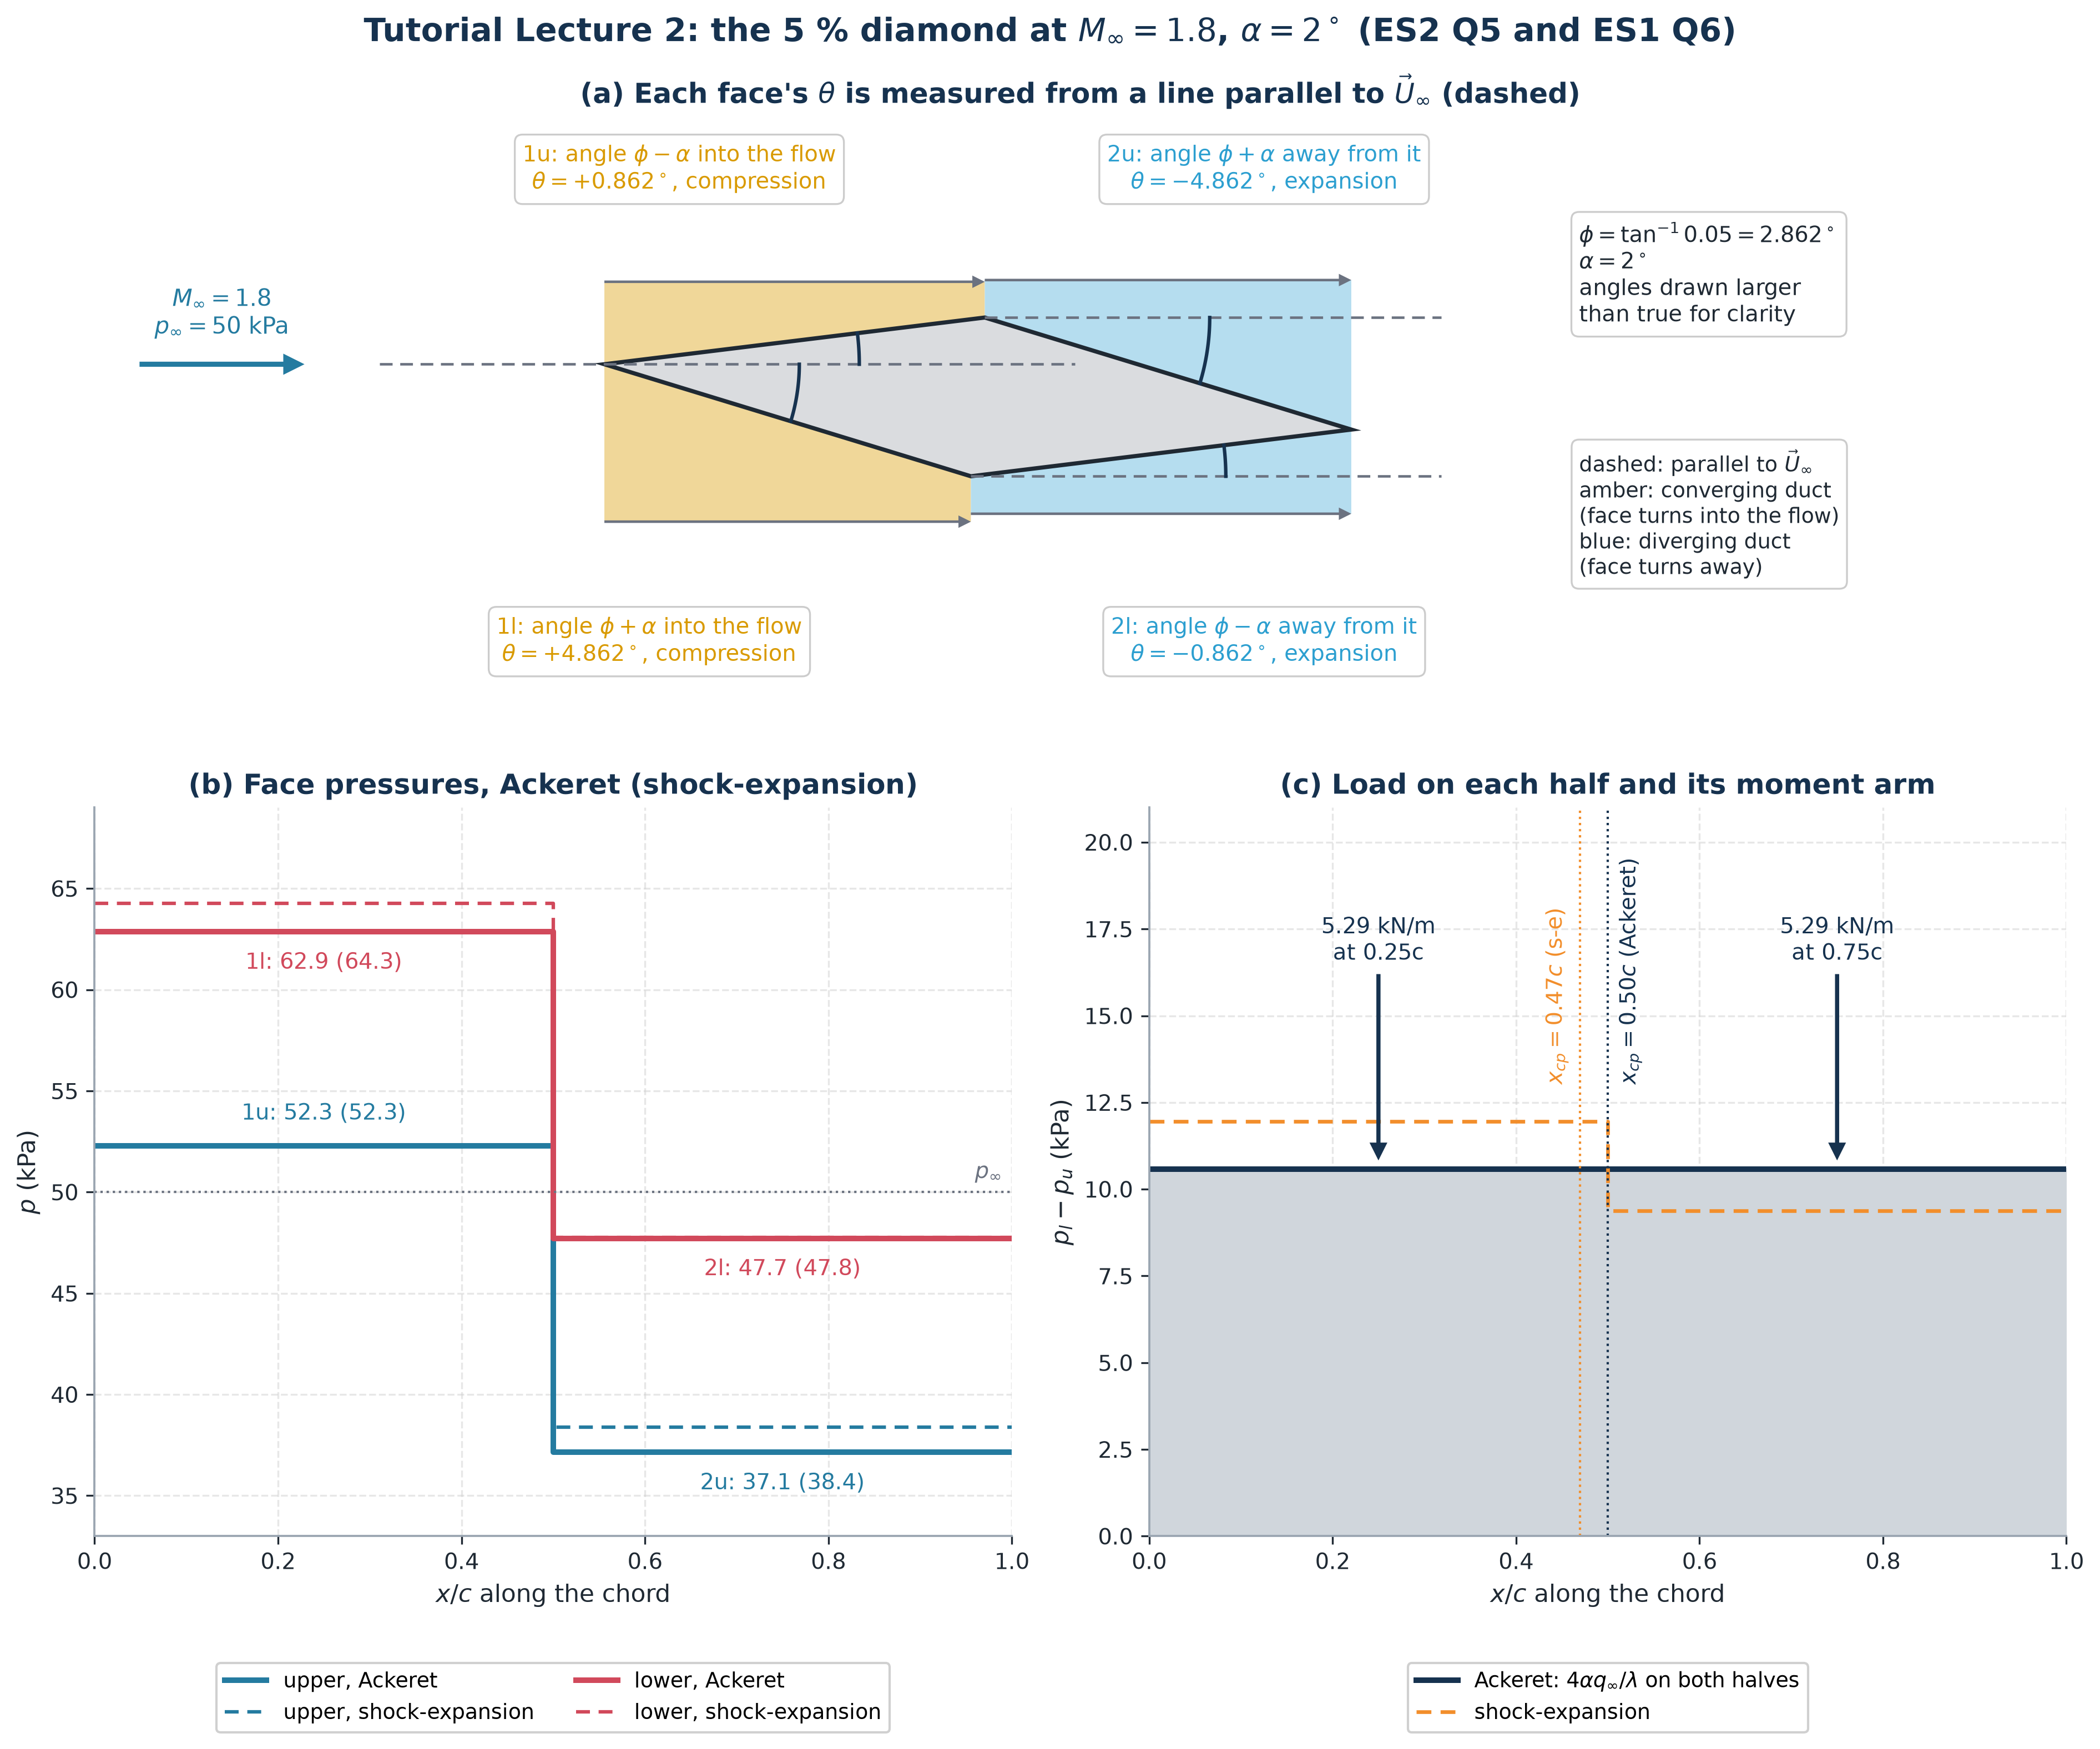 Tutorial Lecture 2: the 5 % diamond at M∞ = 1.8, α = 2° (ES2 Q5 and ES1 Q6)
(a) Each face's θ is measured from a line parallel to U⃗∞ (dashed)
1u: angle ϕ − α into the flow
θ = +0.862°, compression
2u: angle ϕ + α away from it
θ = −4.862°, expansion
ϕ = tan⁻¹ 0.05 = 2.862°
α = 2°
angles drawn larger
than true for clarity
M∞ = 1.8
p∞ = 50 kPa
dashed: parallel to U⃗∞
amber: converging duct
(face turns into the flow)
blue: diverging duct
(face turns away)
1l: angle ϕ + α into the flow
θ = +4.862°, compression
2l: angle ϕ − α away from it
θ = −0.862°, expansion
(b) Face pressures, Ackeret (shock-expansion)
p (kPa)
65
60
55
50
45
40
35
1l: 62.9 (64.3)
1u: 52.3 (52.3)
p∞
2l: 47.7 (47.8)
2u: 37.1 (38.4)
0.0 0.2 0.4 0.6 0.8 1.0
x/c along the chord
upper, Ackeret
upper, shock-expansion
lower, Ackeret
lower, shock-expansion
(c) Load on each half and its moment arm
pl − pu (kPa)
20.0
17.5
15.0
12.5
10.0
7.5
5.0
2.5
0.0
5.29 kN/m
at 0.25c
xcp = 0.47c (s-e)
xcp = 0.50c (Ackeret)
5.29 kN/m
at 0.75c
0.0 0.2 0.4 0.6 0.8 1.0
x/c along the chord
Ackeret: 4αq∞/λ on both halves
shock-expansion